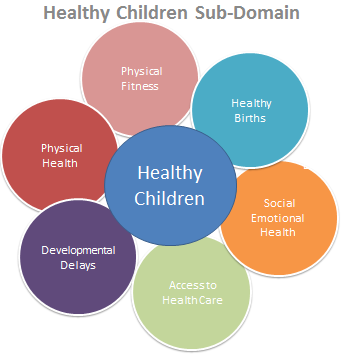 Healthy Children Sub-Domain
Physical
Fitness
Healthy
Births
Physical
Health
Healthy
Children
Social
Emotional
Health
Developmental
Delays
Access to
HealthCare